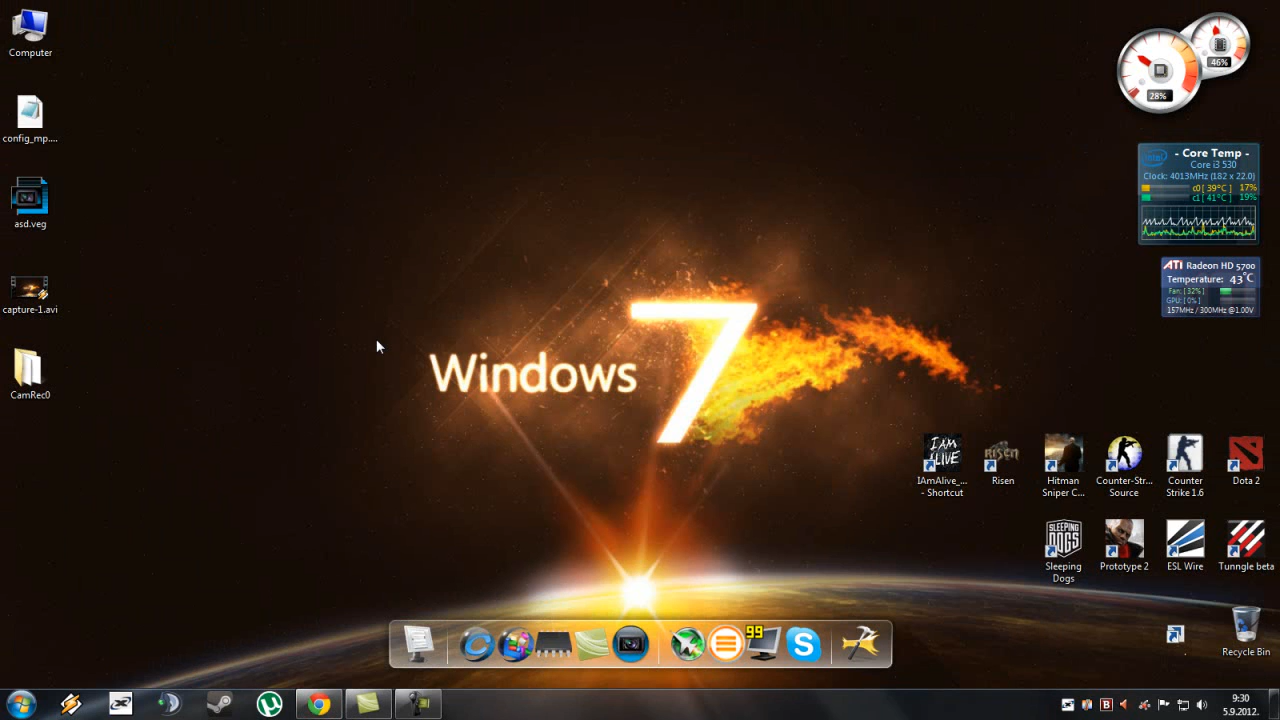 Computer
config_mp....
asd.veg
capture-1.avi
CamRec0
46%
28%
intel
- Core Temp -
Core i3 530
Clock: 4013MHz (182 x 22.0)
c0[ 39°C ] 17%
c1[ 41°C ] 19%
ATI Radeon HD 5700
Temperature: 43°C
Fan: [32%]
GPU: [0%]
157MHz / 300MHz @1.00V
Windows 7
I AM
ALIVE
RISEN
IAmAlive_...
- Shortcut
Risen
Hitman
Sniper C...
Counter-Str...
Source
Counter
Strike 1.6
Dota 2
SLEEPING
DOGS
Sleeping
Dogs
Prototype 2
ESL Wire
Tunngle beta
.
Recycle Bin
99
S
B
9:30
5.9.2012.